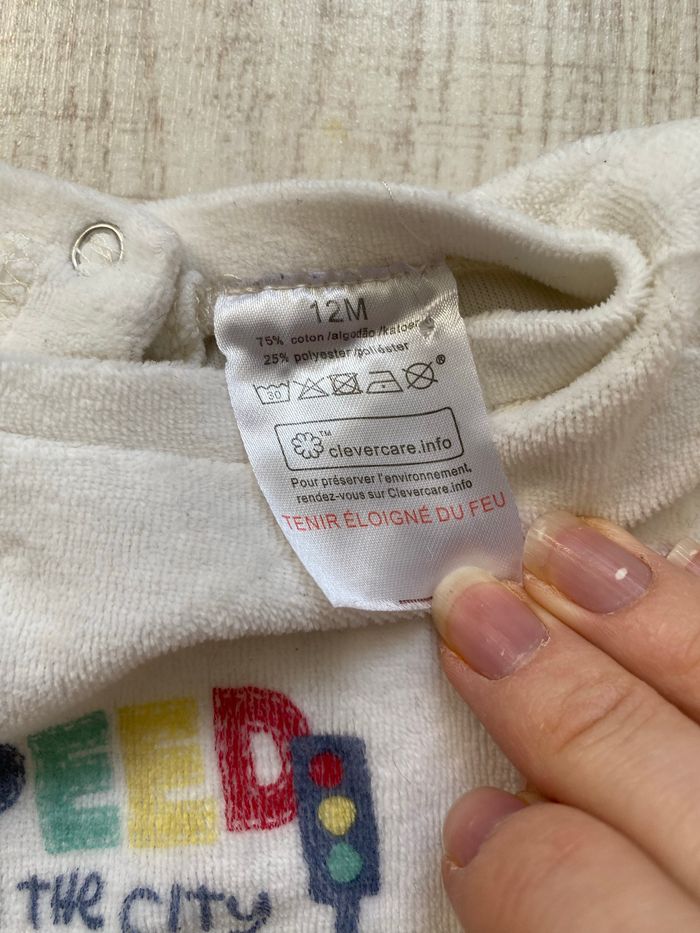 12M
75% coton /algodão /katoen
25% polyester /poliéster
30 ®
™ clevercare.info
Pour préserver l'environnement,
rendez-vous sur Clevercare.info
TENIR ÉLOIGNÉ DU FEU
EED
THE CITY